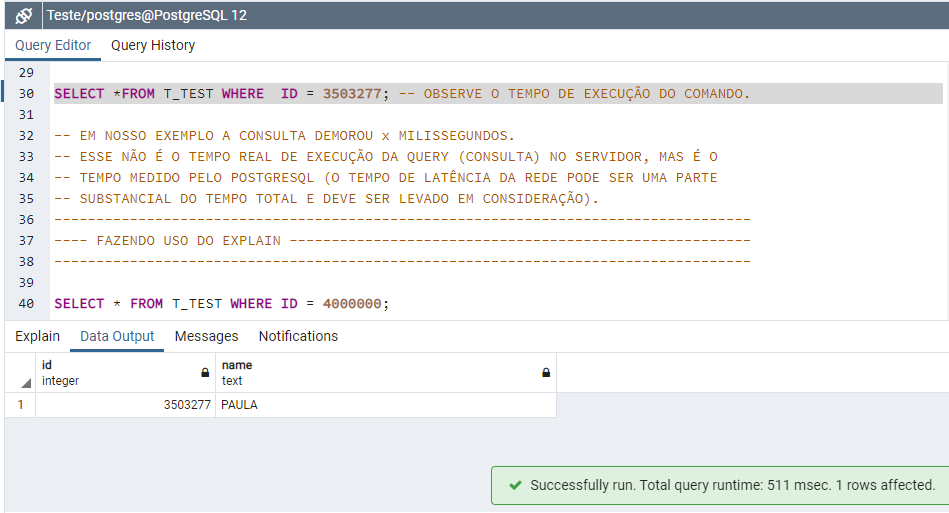 Teste/postgres@PostgreSQL 12
Query Editor Query History
29
30 SELECT *FROM T_TEST WHERE  ID = 3503277; -- OBSERVE O TEMPO DE EXECUÇÃO DO COMANDO.
31
32 -- EM NOSSO EXEMPLO A CONSULTA DEMOROU x MILISSEGUNDOS.
33 -- ESSE NÃO É O TEMPO REAL DE EXECUÇÃO DA QUERY (CONSULTA) NO SERVIDOR, MAS É O
34 -- TEMPO MEDIDO PELO POSTGRESQL (O TEMPO DE LATÊNCIA DA REDE PODE SER UMA PARTE
35 -- SUBSTANCIAL DO TEMPO TOTAL E DEVE SER LEVADO EM CONSIDERAÇÃO).
36 -----------------------------------------------------------------------------------
37 ---- FAZENDO USO DO EXPLAIN -------------------------------------------------------
38 -----------------------------------------------------------------------------------
39
40 SELECT * FROM T_TEST WHERE ID = 4000000;
Explain Data Output Messages Notifications
id name
integer text
1 3503277 PAULA
Successfully run. Total query runtime: 511 msec. 1 rows affected.